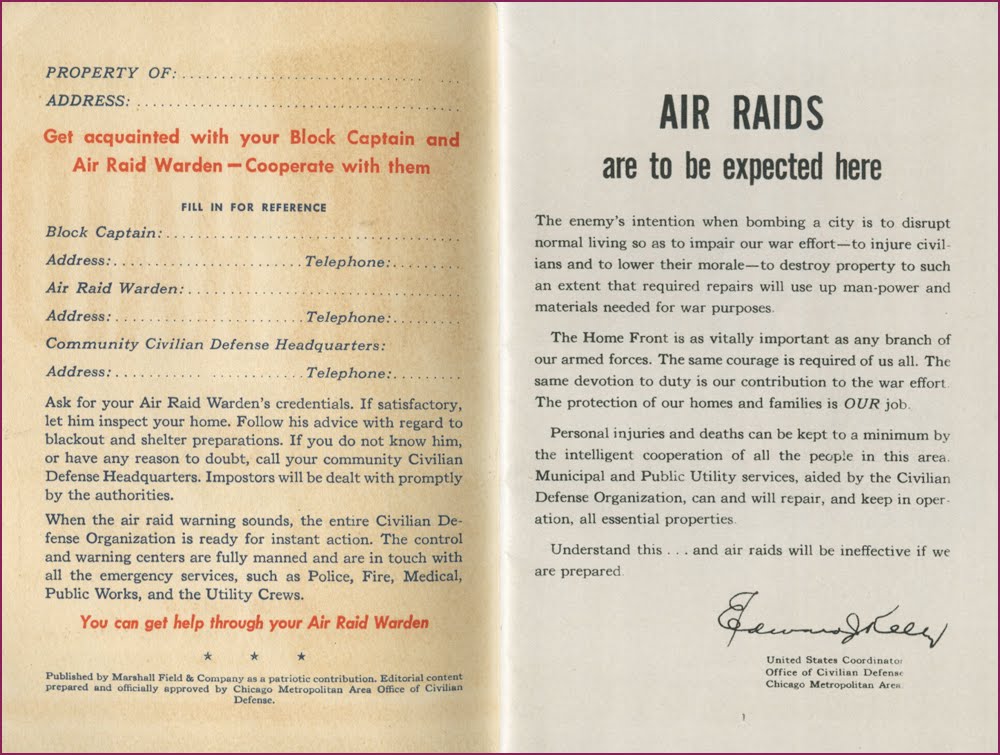 PROPERTY OF:.................................... ...
ADDRESS: ..........................................
Get acquainted with your Block Captain and
Air Raid Warden — Cooperate with them
FILL IN FOR REFERENCE
Block Captain:......................................
Address:........................Telephone:.........
Air Raid Warden:...................................
Address:........................Telephone:.........
Community Civilian Defense Headquarters:
Address:........................Telephone:.........
Ask for your Air Raid Warden's credentials. If satisfactory,
let him inspect your home. Follow his advice with regard to
blackout and shelter preparations. If you do not know him,
or have any reason to doubt, call your community Civilian
Defense Headquarters. Impostors will be dealt with promptly
by the authorities.
When the air raid warning sounds, the entire Civilian De-
fense Organization is ready for instant action. The control
and warning centers are fully manned and are in touch with
all the emergency services, such as Police, Fire, Medical,
Public Works, and the Utility Crews.
You can get help through your Air Raid Warden
Published by Marshall Field & Company as a patriotic contribution. Editorial content
prepared and officially approved by Chicago Metropolitan Area Office of Civilian
Defense.
AIR RAIDS
are to be expected here
The enemy's intention when bombing a city is to disrupt
normal living so as to impair our war effort—to injure civil-
ians and to lower their morale—to destroy property to such
an extent that required repairs will use up man-power and
materials needed for war purposes.
The Home Front is as vitally important as any branch of
our armed forces. The same courage is required of us all. The
same devotion to duty is our contribution to the war effort.
The protection of our homes and families is OUR job.
Personal injuries and deaths can be kept to a minimum by
the intelligent cooperation of all the people in this area.
Municipal and Public Utility services, aided by the Civilian
Defense Organization, can and will repair, and keep in oper-
ation, all essential properties.
Understand this . . . and air raids will be ineffective if we
are prepared.
Edward J Kelly
United States Coordinator
Office of Civilian Defense
Chicago Metropolitan Area
1